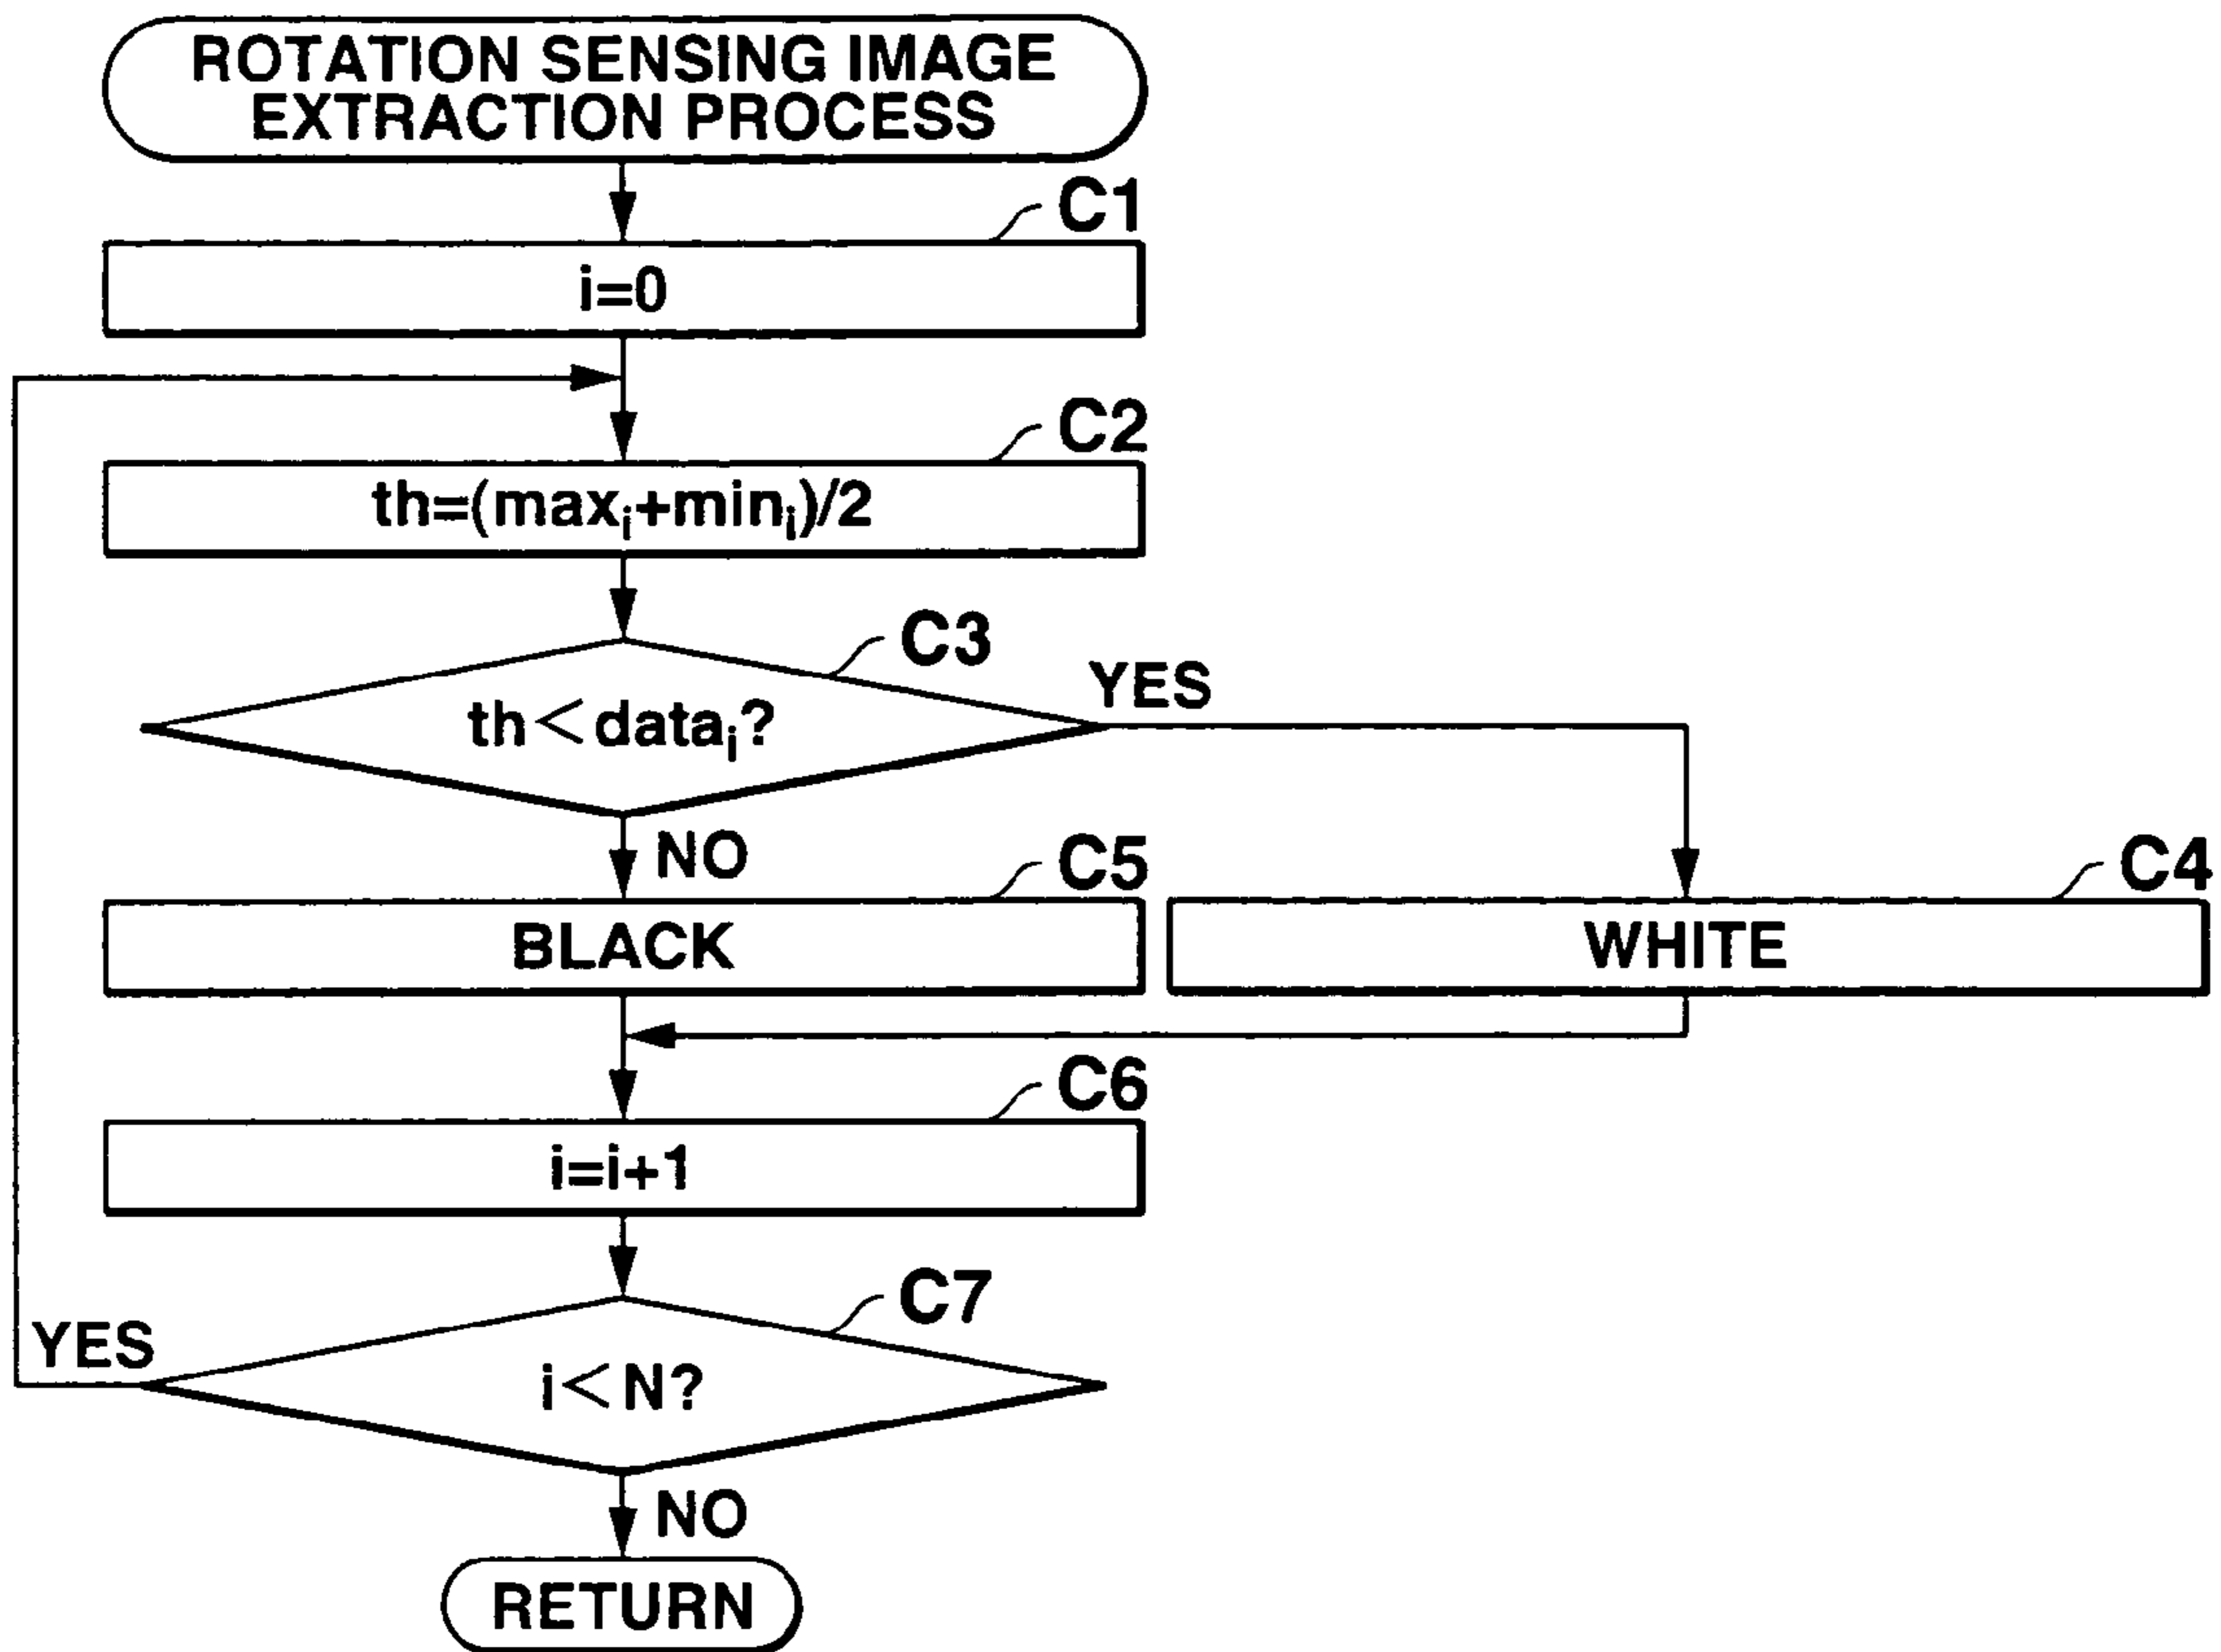 ROTATION SENSING IMAGE
EXTRACTION PROCESS
C1
i=0
C2
th=(maxᵢ+minᵢ)/2
C3
th<dataᵢ?
YES
NO
C5
BLACK
C4
WHITE
C6
i=i+1
C7
YES
i<N?
NO
RETURN